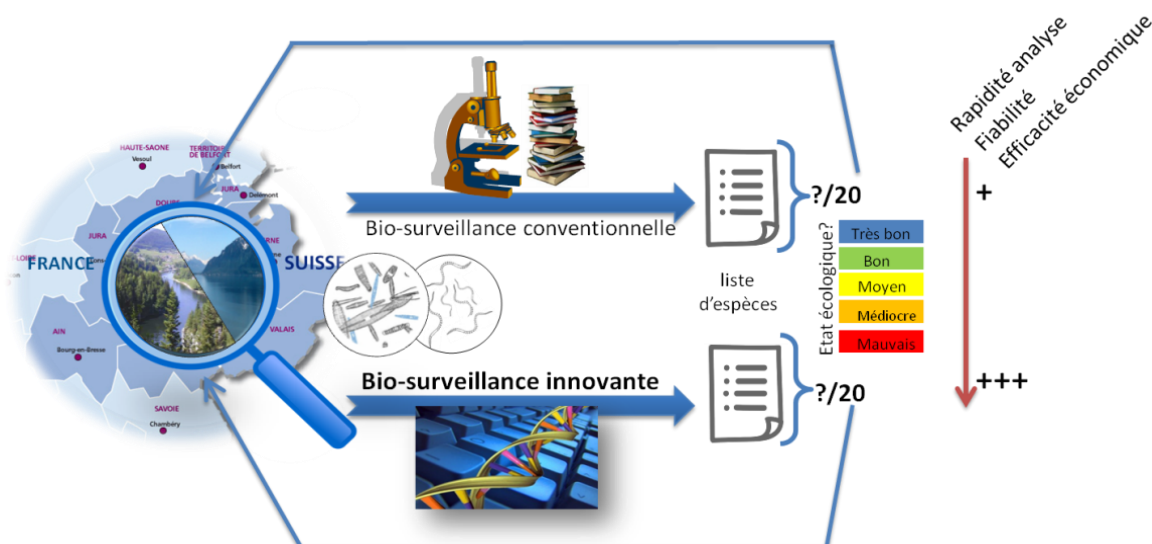 Rapidité analyse
Fiabilité
Efficacité économique
HAUTE-SAONE
Vesoul
TERRITOIRE
DE BELFORT
Belfort
JURA
Delémont
DOUBS
JURA
FRANCE
SUISSE
VALAIS
AIN
Bourg-en-Bresse
SAVOIE
Chambéry
Bio-surveillance conventionnelle
?/20
+
Etat écologique?
Très bon
Bon
Moyen
Médiocre
Mauvais
liste
d'espèces
Bio-surveillance innovante
?/20
+++